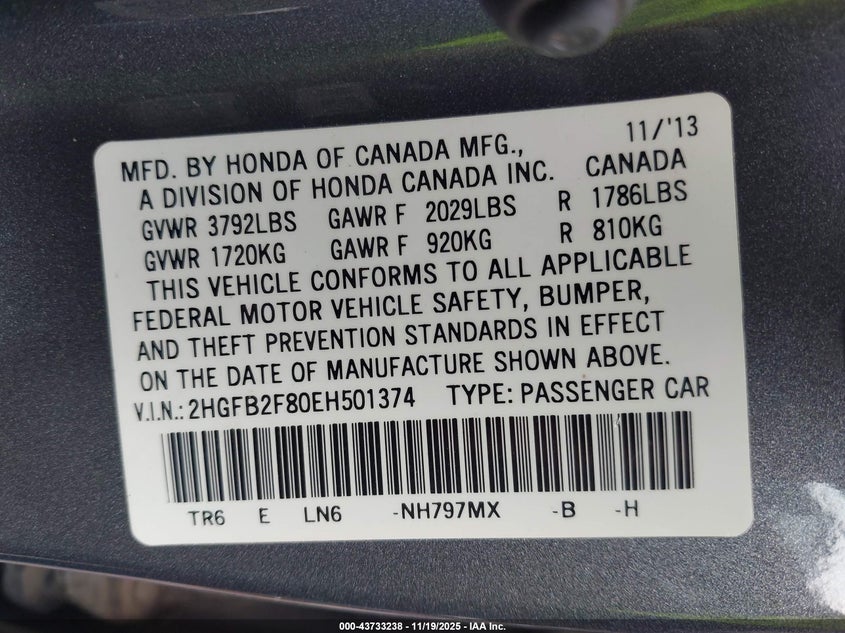 11/'13
MFD. BY HONDA OF CANADA MFG.,
A DIVISION OF HONDA CANADA INC. CANADA
GVWR 3792LBS GAWR F 2029LBS R 1786LBS
GVWR 1720KG GAWR F 920KG R 810KG
THIS VEHICLE CONFORMS TO ALL APPLICABLE
FEDERAL MOTOR VEHICLE SAFETY, BUMPER,
AND THEFT PREVENTION STANDARDS IN EFFECT
ON THE DATE OF MANUFACTURE SHOWN ABOVE.
V.I.N.: 2HGFB2F80EH501374 TYPE: PASSENGER CAR
TR6 E LN6 -NH797MX -B -H
000-43733238 - 11/19/2025 - IAA Inc.